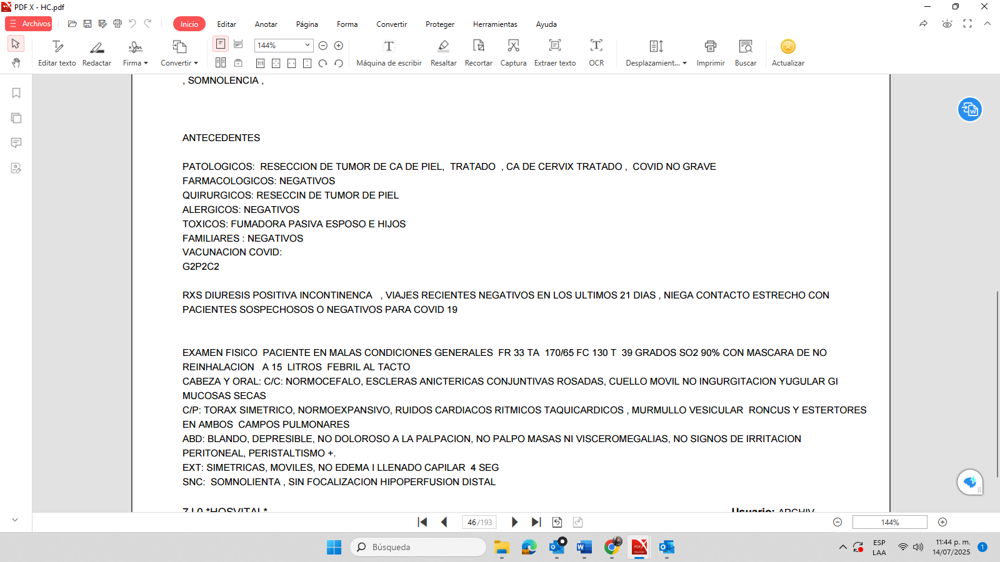 PDF X - HC.pdf
Archivos
Inicio Editar Anotar Página Forma Convertir Proteger Herramientas Ayuda
144%
Editar texto Redactar Firma Convertir Máquina de escribir Resaltar Recortar Captura Extraer texto OCR Desplazamient... Imprimir Buscar Actualizar
, SOMNOLENCIA ,
ANTECEDENTES
PATOLOGICOS: RESECCION DE TUMOR DE CA DE PIEL, TRATADO , CA DE CERVIX TRATADO , COVID NO GRAVE
FARMACOLOGICOS: NEGATIVOS
QUIRURGICOS: RESECCIN DE TUMOR DE PIEL
ALERGICOS: NEGATIVOS
TOXICOS: FUMADORA PASIVA ESPOSO E HIJOS
FAMILIARES : NEGATIVOS
VACUNACION COVID:
G2P2C2
RXS DIURESIS POSITIVA INCONTINENCA , VIAJES RECIENTES NEGATIVOS EN LOS ULTIMOS 21 DIAS , NIEGA CONTACTO ESTRECHO CON
PACIENTES SOSPECHOSOS O NEGATIVOS PARA COVID 19
EXAMEN FISICO PACIENTE EN MALAS CONDICIONES GENERALES FR 33 TA 170/65 FC 130 T 39 GRADOS SO2 90% CON MASCARA DE NO
REINHALACION A 15 LITROS FEBRIL AL TACTO
CABEZA Y ORAL: C/C: NORMOCEFALO, ESCLERAS ANICTERICAS CONJUNTIVAS ROSADAS, CUELLO MOVIL NO INGURGITACION YUGULAR GI
MUCOSAS SECAS
C/P: TORAX SIMETRICO, NORMOEXPANSIVO, RUIDOS CARDIACOS RITMICOS TAQUICARDICOS , MURMULLO VESICULAR RONCUS Y ESTERTORES
EN AMBOS CAMPOS PULMONARES
ABD: BLANDO, DEPRESIBLE, NO DOLOROSO A LA PALPACION, NO PALPO MASAS NI VISCEROMEGALIAS, NO SIGNOS DE IRRITACION
PERITONEAL, PERISTALTISMO +.
EXT: SIMETRICAS, MOVILES, NO EDEMA I LLENADO CAPILAR 4 SEG
SNC: SOMNOLIENTA , SIN FOCALIZACION HIPOPERFUSION DISTAL
*HOSVITAL* Usuario: ARCHIV
46 /193 144%
Búsqueda
ESP
LAA
11:44 p. m.
14/07/2025
1